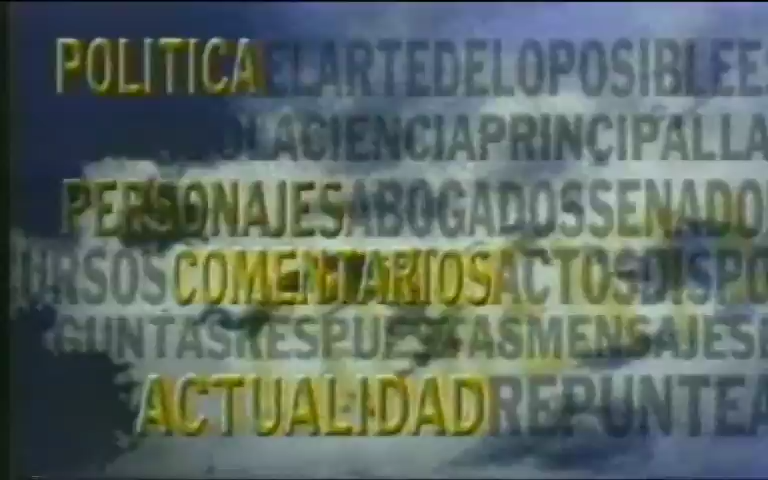 POLITICAELARTEDELOPOSIBLEES
LACIENCIAPRINCIPALLA
PERSONAJESABOGADOSSENADO
URSOSCOMENTARIOSACTOSDISPO
GUNTASRESPUESTASMENSAJES
ACTUALIDADREPUNTEA